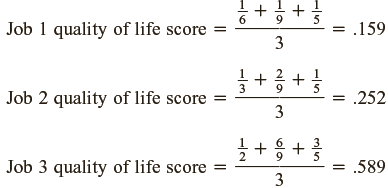 Job 1 quality of life score = (1/6 + 1/9 + 1/5) / 3 = .159
Job 2 quality of life score = (1/3 + 2/9 + 1/5) / 3 = .252
Job 3 quality of life score = (1/2 + 6/9 + 3/5) / 3 = .589